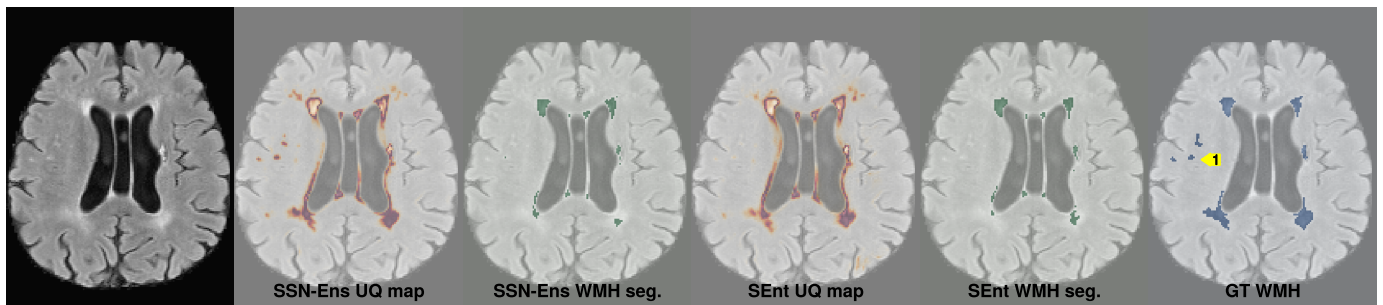 1
SSN-Ens UQ map
SSN-Ens WMH seg.
SEnt UQ map
SEnt WMH seg.
GT WMH